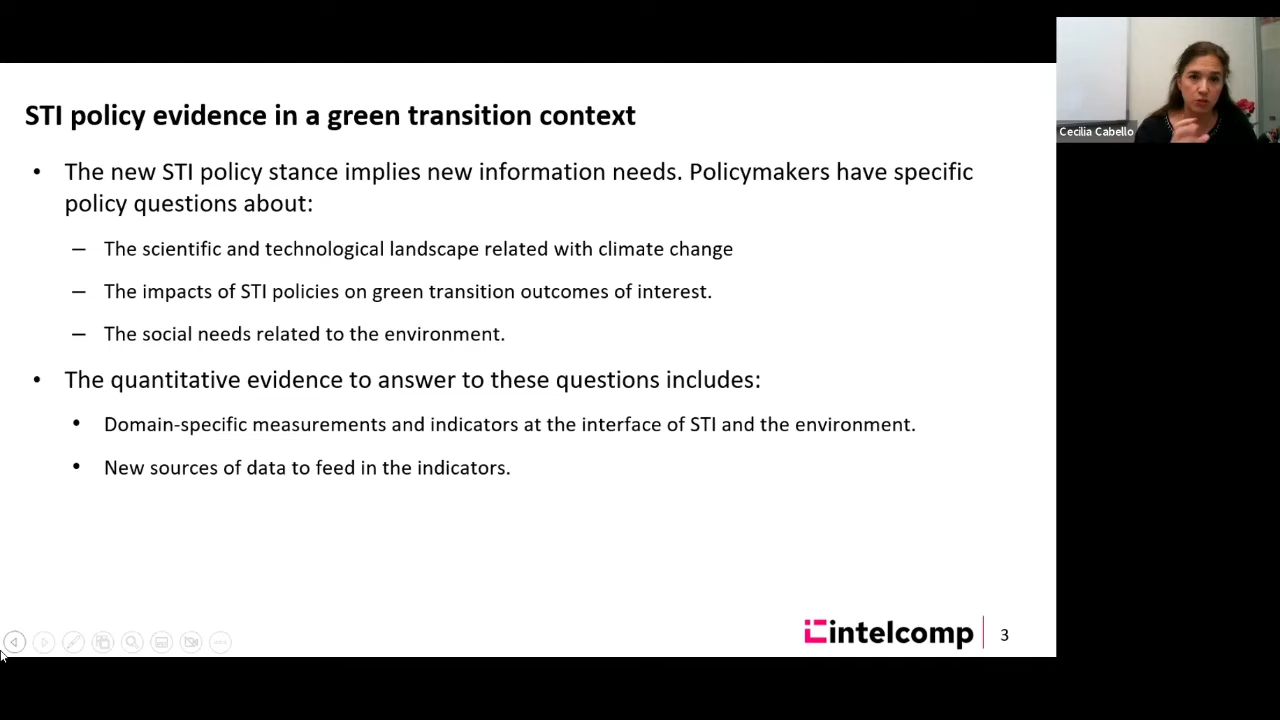 STI policy evidence in a green transition context
• The new STI policy stance implies new information needs. Policymakers have specific
policy questions about:
– The scientific and technological landscape related with climate change
– The impacts of STI policies on green transition outcomes of interest.
– The social needs related to the environment.
• The quantitative evidence to answer to these questions includes:
• Domain-specific measurements and indicators at the interface of STI and the environment.
• New sources of data to feed in the indicators.
intelcomp
3
Cecilia Cabello